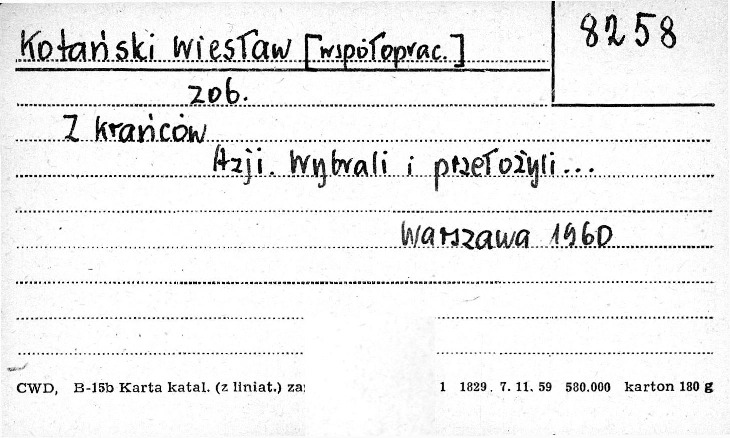 Kotański Wiesław [współoprac.]
8258
zob.
Z krańców
Azji. Wybrali i przełożyli...
Warszawa 1960
CWD, B-15b Karta katal. (z liniat.) za 1 1829. 7. 11. 59 580.000 karton 180 g